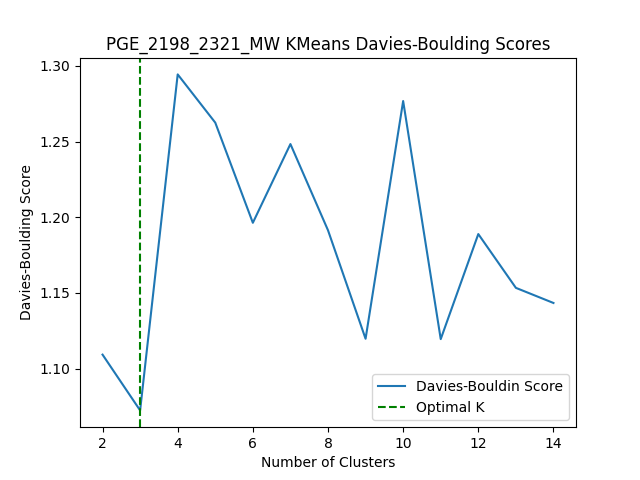 PGE_2198_2321_MW KMeans Davies-Boulding Scores
Davies-Boulding Score
1.30
1.25
1.20
1.15
1.10
2
4
6
8
10
12
14
Number of Clusters
Davies-Bouldin Score
Optimal K